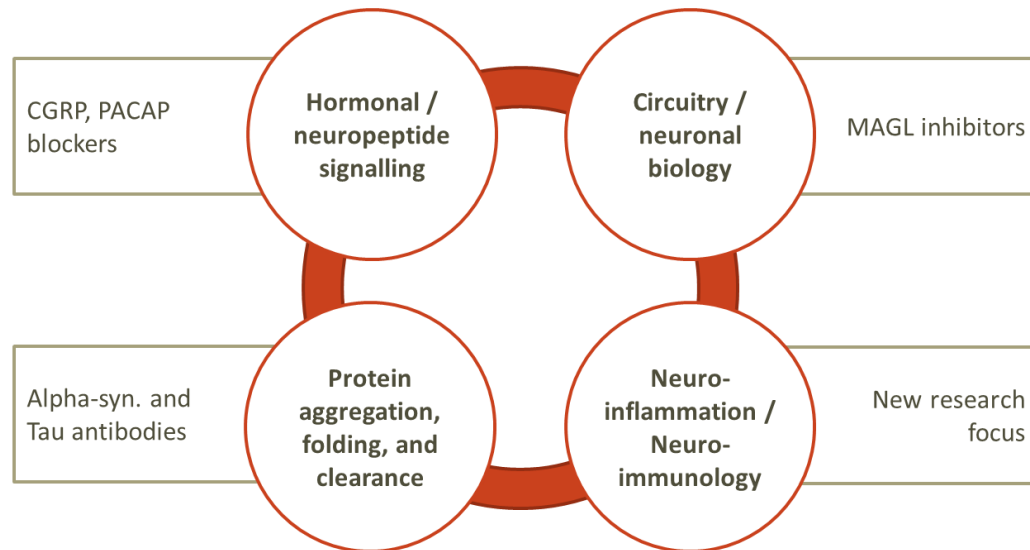 CGRP, PACAP
blockers
Hormonal /
neuropeptide
signalling
Circuitry /
neuronal
biology
MAGL inhibitors
Alpha-syn. and
Tau antibodies
Protein
aggregation,
folding, and
clearance
Neuro-
inflammation /
Neuro-
immunology
New research
focus